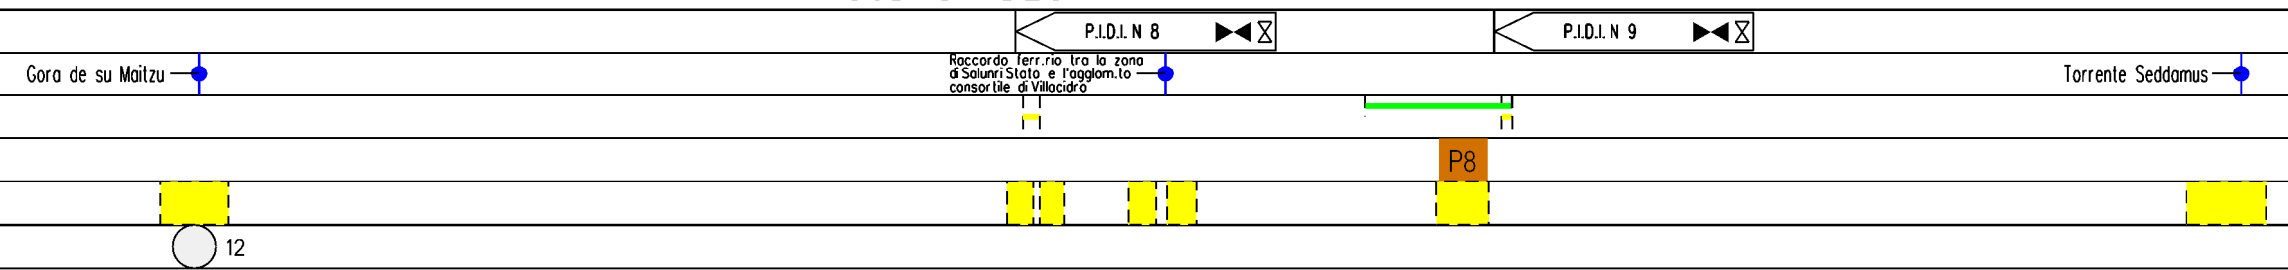 P.I.D.I. N 8
P.I.D.I. N 9
Gora de su Maitzu
Raccordo ferr.rio tra la zona
di Salunri Stato e l'agglom.to
consortile di Villacidro
Torrente Seddamus
P8
12